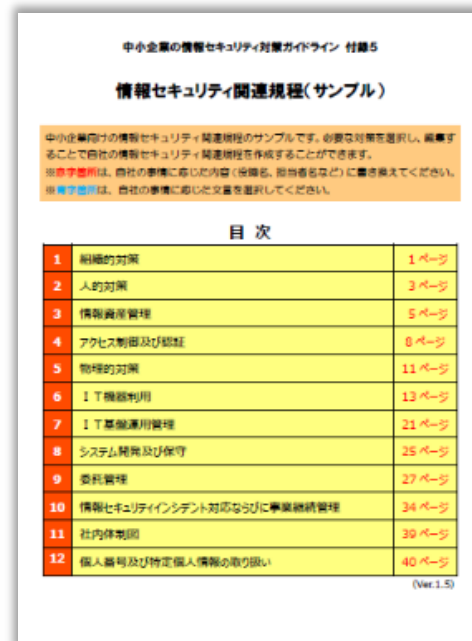 中小企業の情報セキュリティ対策ガイドライン 付録5
情報セキュリティ関連規程(サンプル)
中小企業向けの情報セキュリティ関連規程のサンプルです。必要な対策を選択し、編集す
ることで自社の情報セキュリティ関連規程を作成することができます。
※赤字箇所は、自社の事情に応じた内容(役職名、担当者名など)に書き換えてください。
※青字箇所は、自社の事情に応じた文言を選択してください。
目 次
1 組織的対策 1ページ
2 人的対策 3ページ
3 情報資産管理 5ページ
4 アクセス制御及び認証 8ページ
5 物理的対策 11ページ
6 IT機器利用 13ページ
7 IT基盤運用管理 21ページ
8 システム開発及び保守 25ページ
9 委託管理 27ページ
10 情報セキュリティインシデント対応ならびに事業継続管理 34ページ
11 社内体制図 39ページ
12 個人番号及び特定個人情報の取り扱い 40ページ
(Ver.1.5)